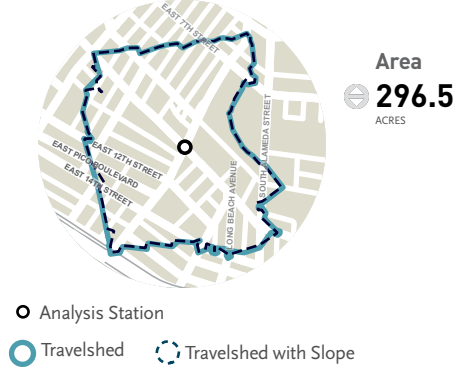 EAST 7TH STREET
Area
296.5
ACRES
SOUTH ALAMEDA STREET
EAST 12TH STREET
EAST PICO BOULEVARD
EAST 14TH STREET
LONG BEACH AVENUE
Analysis Station
Travelshed
Travelshed with Slope